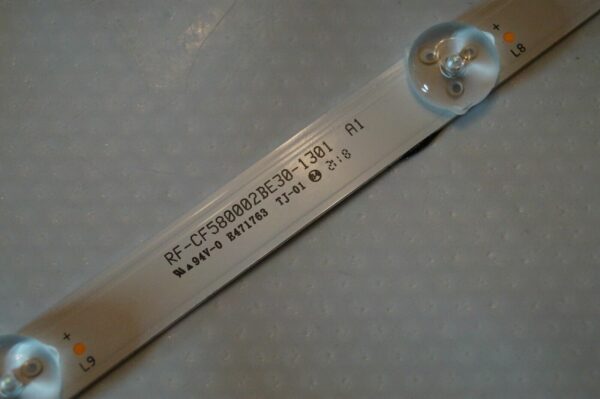 RF-CF580002BE30-1301 A1
94V-0 E471763 TJ-01
+
L8
+
L9